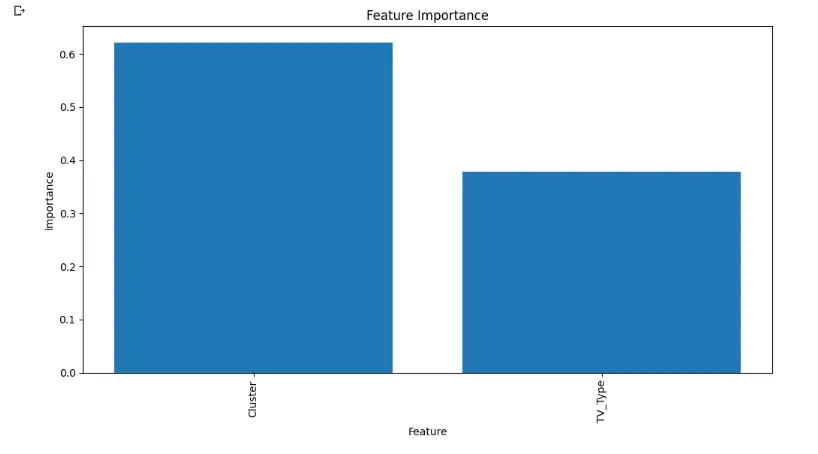 Feature Importance
0.6
0.5
0.4
0.3
0.2
0.1
0.0
Importance
Cluster
TV_Type
Feature